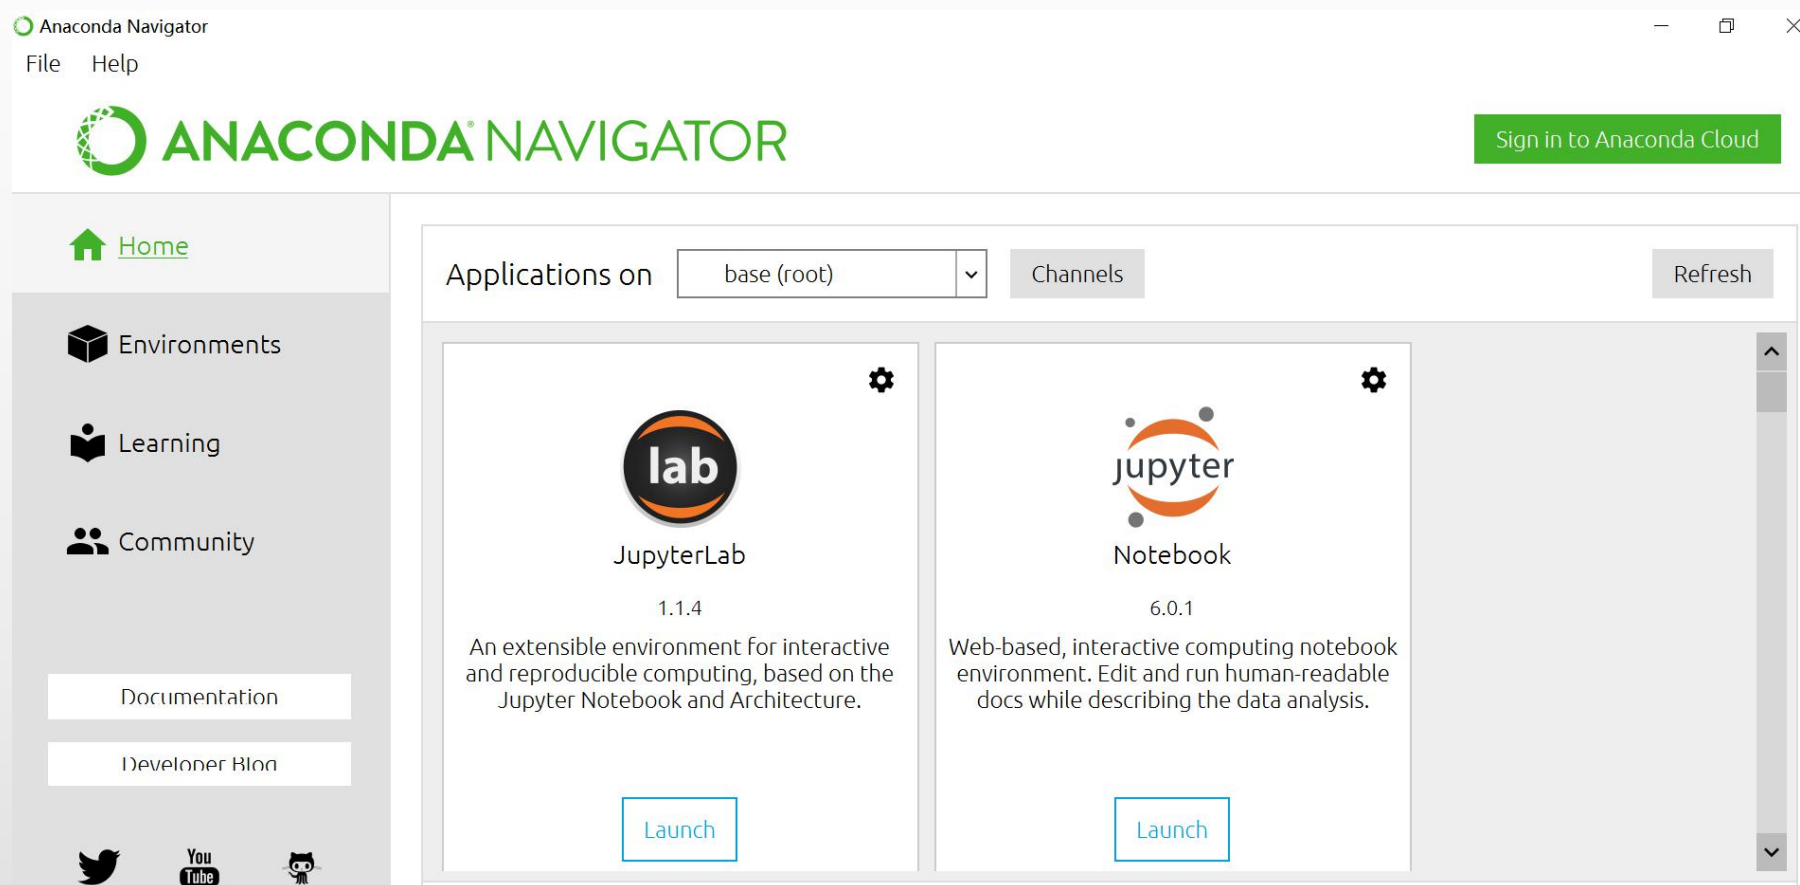 Anaconda Navigator
File Help
ANACONDA® NAVIGATOR
Sign in to Anaconda Cloud
Home
Environments
Learning
Community
Documentation
Developer Blog
You
Tube
Applications on base (root) Channels Refresh
lab
JupyterLab
1.1.4
An extensible environment for interactive
and reproducible computing, based on the
Jupyter Notebook and Architecture.
Launch
jupyter
Notebook
6.0.1
Web-based, interactive computing notebook
environment. Edit and run human-readable
docs while describing the data analysis.
Launch